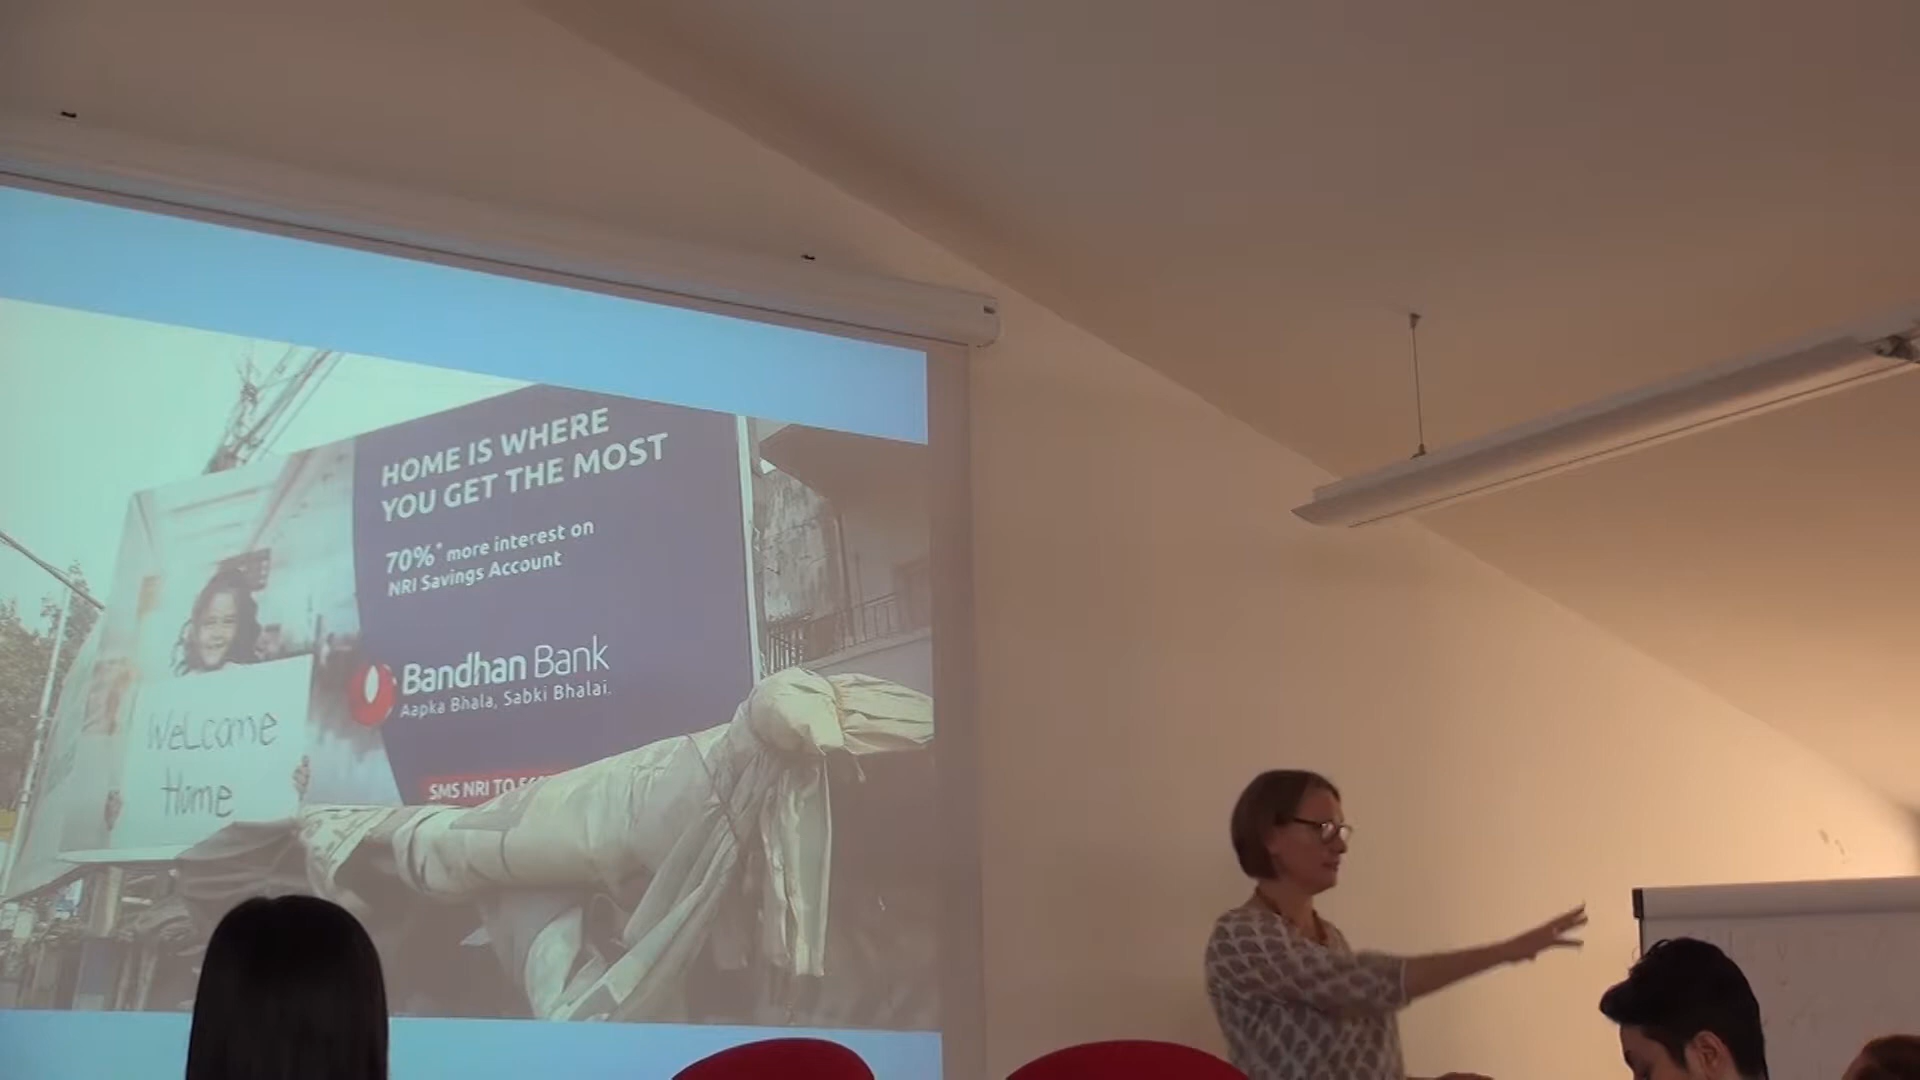 HOME IS WHERE
YOU GET THE MOST
70%* more interest on
NRI Savings Account
Bandhan Bank
Aapka Bhala, Sabki Bhalai.
SMS NRI TO
Welcome
Home